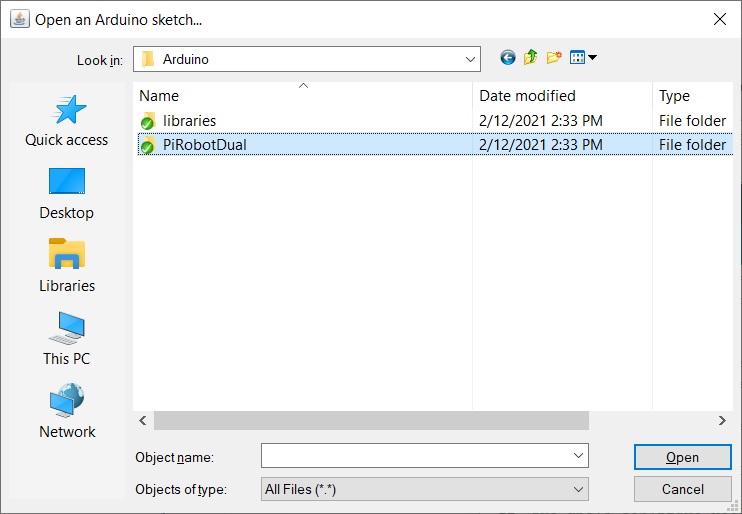 Open an Arduino sketch...
Look in: Arduino
Name Date modified Type
libraries 2/12/2021 2:33 PM File folder
PiRobotDual 2/12/2021 2:33 PM File folder
Quick access
Desktop
Libraries
This PC
Network
Object name:
Open
Objects of type: All Files (*.*)
Cancel